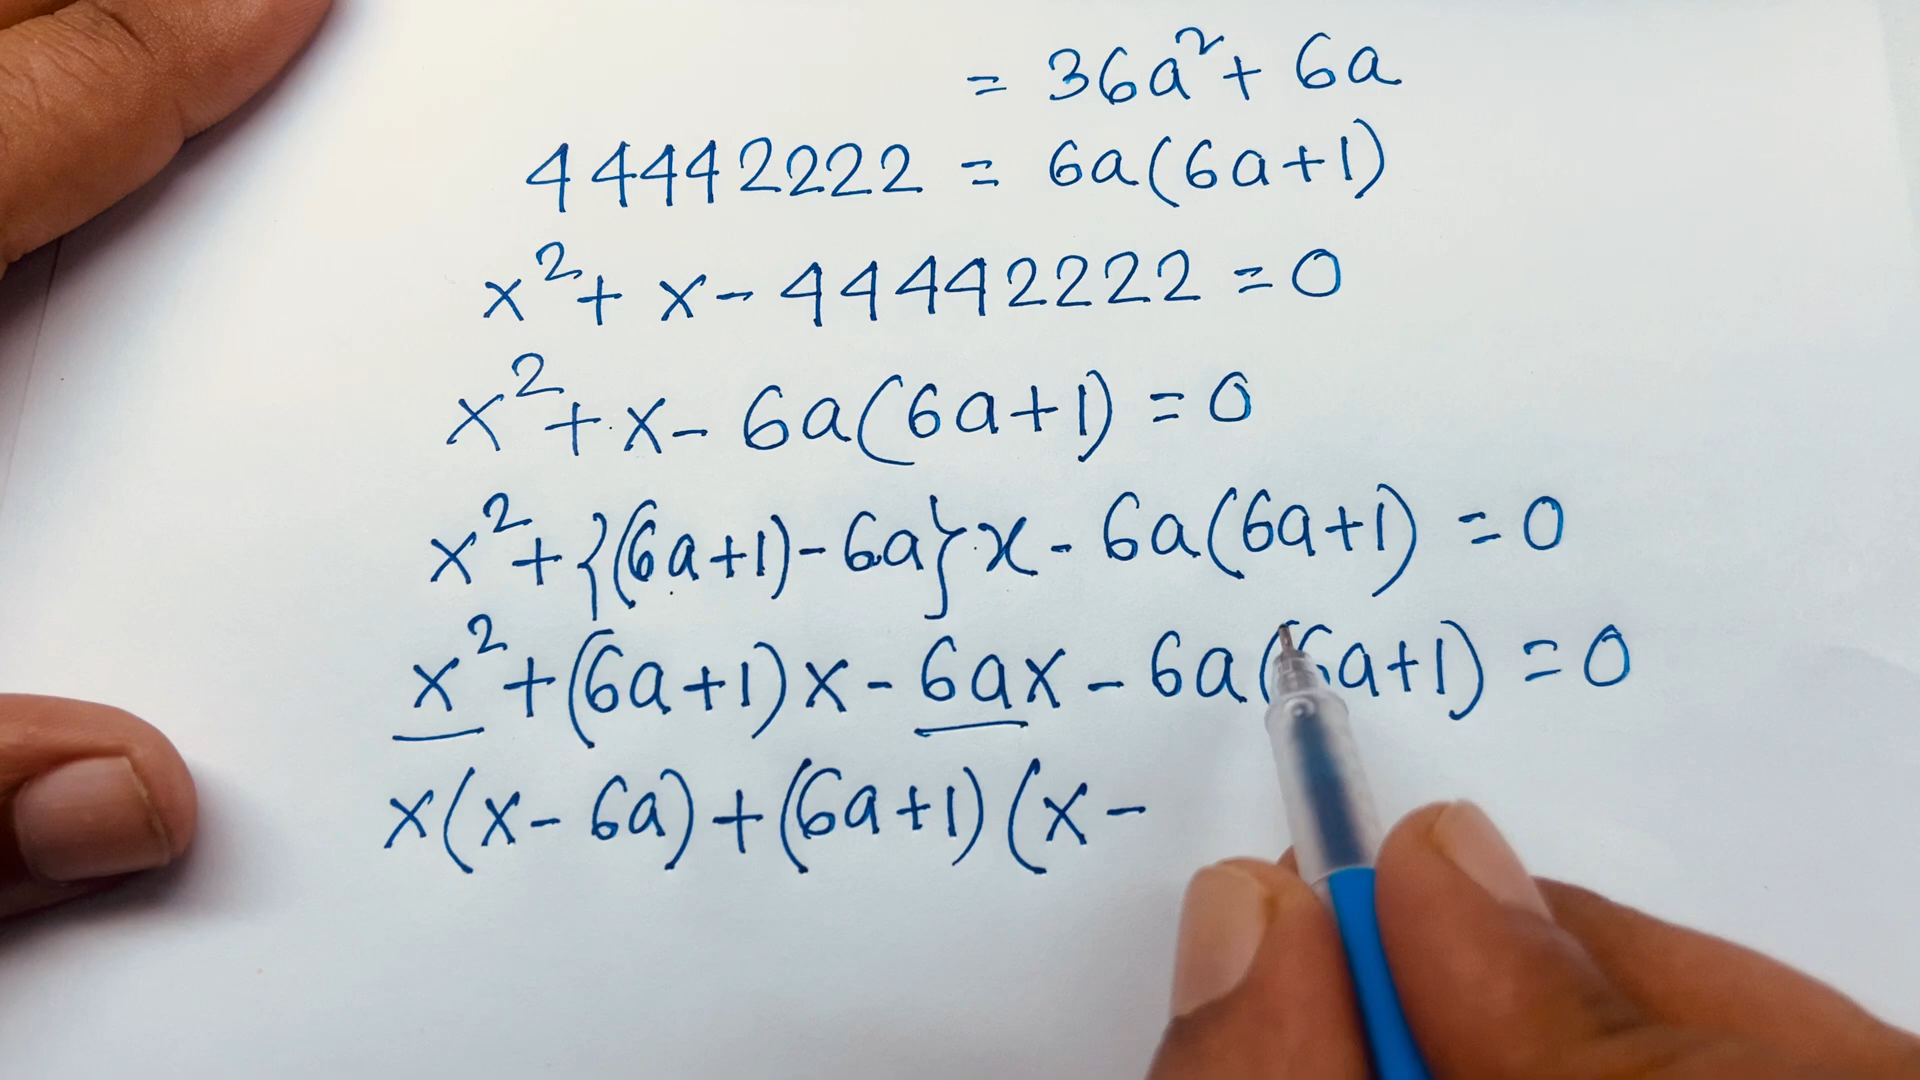 = 36a² + 6a
44442222 = 6a(6a+1)
x² + x - 44442222 = 0
x² + x - 6a(6a+1) = 0
x² + {(6a+1) - 6a}x - 6a(6a+1) = 0
x² + (6a+1)x - 6ax - 6a(6a+1) = 0
x(x - 6a) + (6a+1)(x -